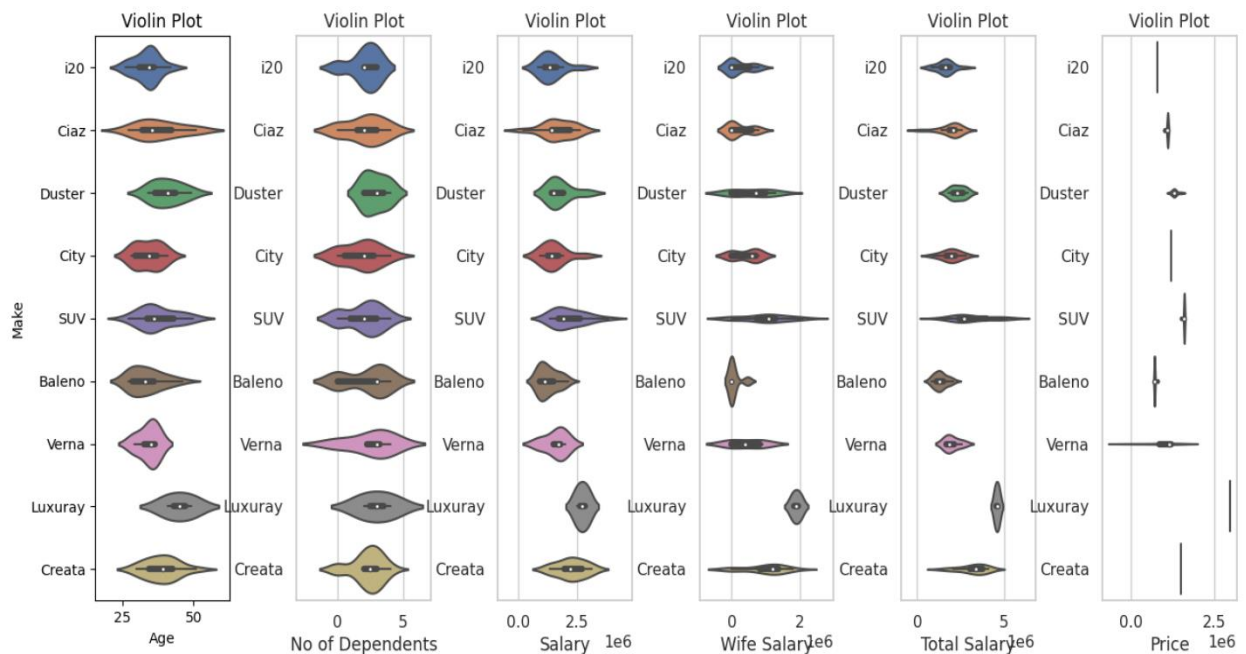 Violin Plot Violin Plot Violin Plot Violin Plot Violin Plot Violin Plot
i20 i20 i20 i20 i20 i20
Ciaz Ciaz Ciaz Ciaz Ciaz Ciaz
Duster Duster Duster Duster Duster Duster
City City City City City City
Make
SUV SUV SUV SUV SUV SUV
Baleno Baleno Baleno Baleno Baleno Baleno
Verna Verna Verna Verna Verna Verna
Luxuray Luxuray Luxuray Luxuray Luxuray Luxuray
Creata Creata Creata Creata Creata Creata
25 50 0 5 0.0 2.5 0 2 0 5 0.0 2.5
1e6 1e6 1e6 1e6
Age No of Dependents Salary Wife Salary Total Salary Price